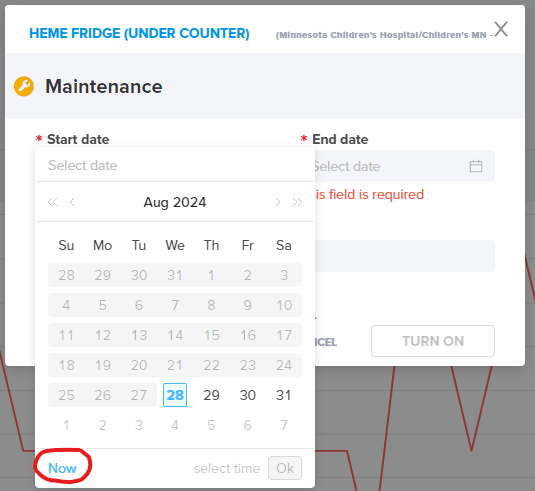 HEME FRIDGE (UNDER COUNTER) (Minnesota Children's Hospital/Children's MN -
Maintenance
* Start date * End date
Select date Select date
is field is required
Aug 2024
Su Mo Tu We Th Fr Sa
28 29 30 31 1 2 3
4 5 6 7 8 9 10
11 12 13 14 15 16 17
18 19 20 21 22 23 24
25 26 27 28 29 30 31
1 2 3 4 5 6 7
CEL TURN ON
Now select time Ok